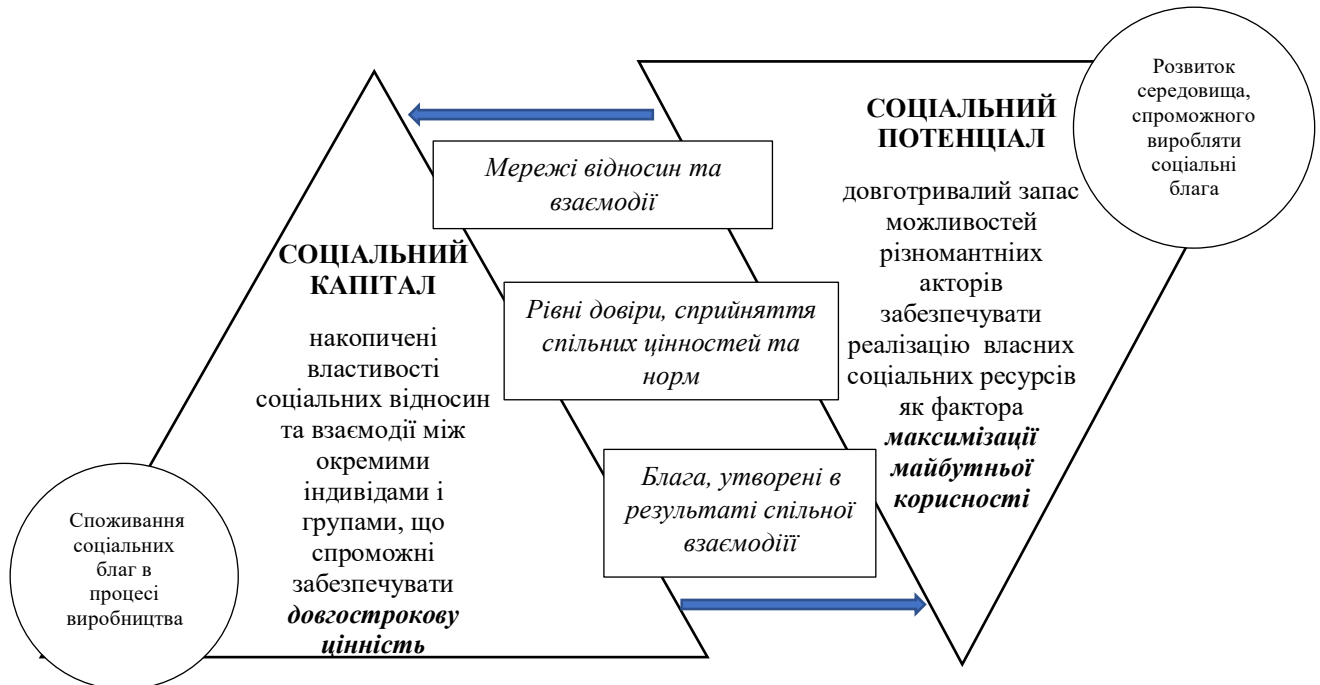 СОЦІАЛЬНИЙ
КАПІТАЛ
накопичені
властивості
соціальних відносин
та взаємодії між
окремими
індивідами і
групами, що
спроможні
забезпечувати
довгострокову
цінність
Споживання
соціальних
благ в
процесі
виробництва
Мережі відносин та
взаємодії
Рівні довіри, сприйняття
спільних цінностей та
норм
Блага, утворені в
результаті спільної
взаємодіїї
СОЦІАЛЬНИЙ
ПОТЕНЦІАЛ
довготривалий запас
можливостей
різномантніих
акторів
забезпечувати
реалізацію власних
соціальних ресурсів
як фактора
максимізації
майбутньої
корисності
Розвиток
середовища,
спроможного
виробляти
соціальні
блага